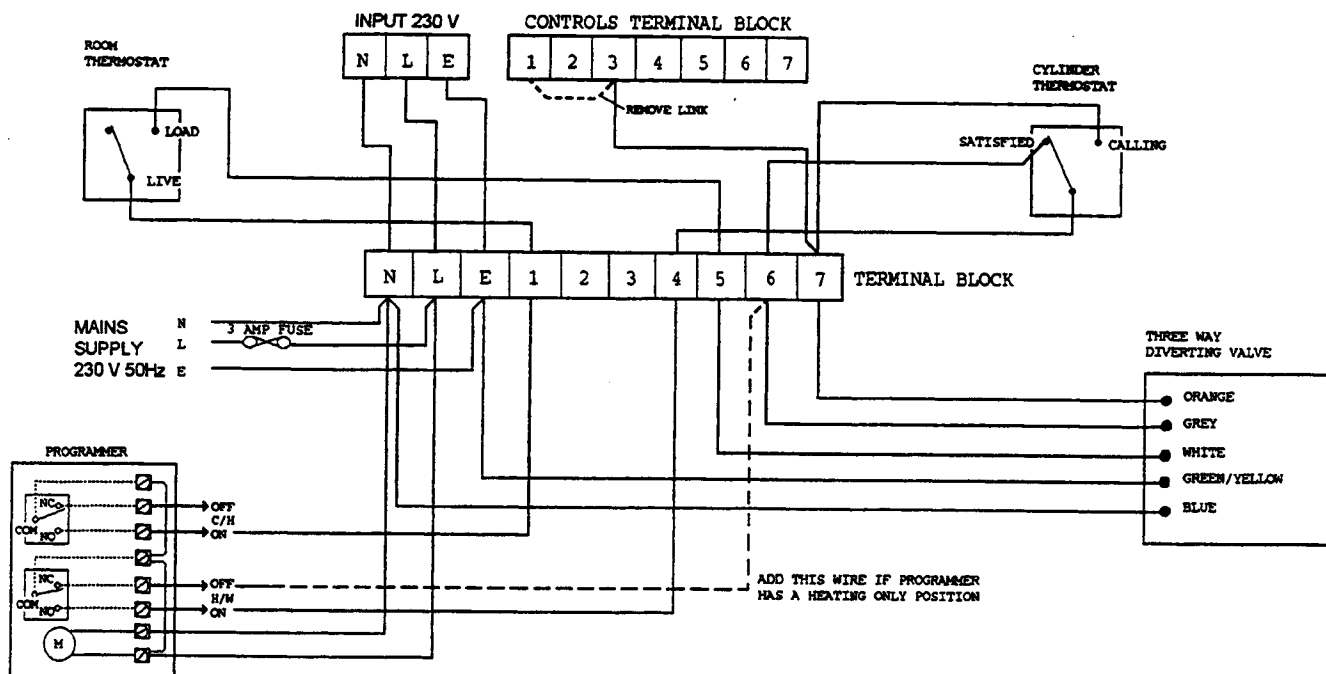 INPUT 230 V
CONTROLS TERMINAL BLOCK
N L E
1 2 3 4 5 6 7
ROOM
THERMOSTAT
REMOVE LINK
CYLINDER
THERMOSTAT
LOAD
LIVE
SATISFIED
CALLING
N L E 1 2 3 4 5 6 7
TERMINAL BLOCK
MAINS
SUPPLY
230 V 50Hz
N
L
E
3 AMP FUSE
THREE WAY
DIVERTING VALVE
ORANGE
GREY
WHITE
GREEN/YELLOW
BLUE
PROGRAMMER
NC
COM
NO
OFF
C/H
ON
NC
COM
NO
OFF
H/W
ON
M
ADD THIS WIRE IF PROGRAMMER
HAS A HEATING ONLY POSITION